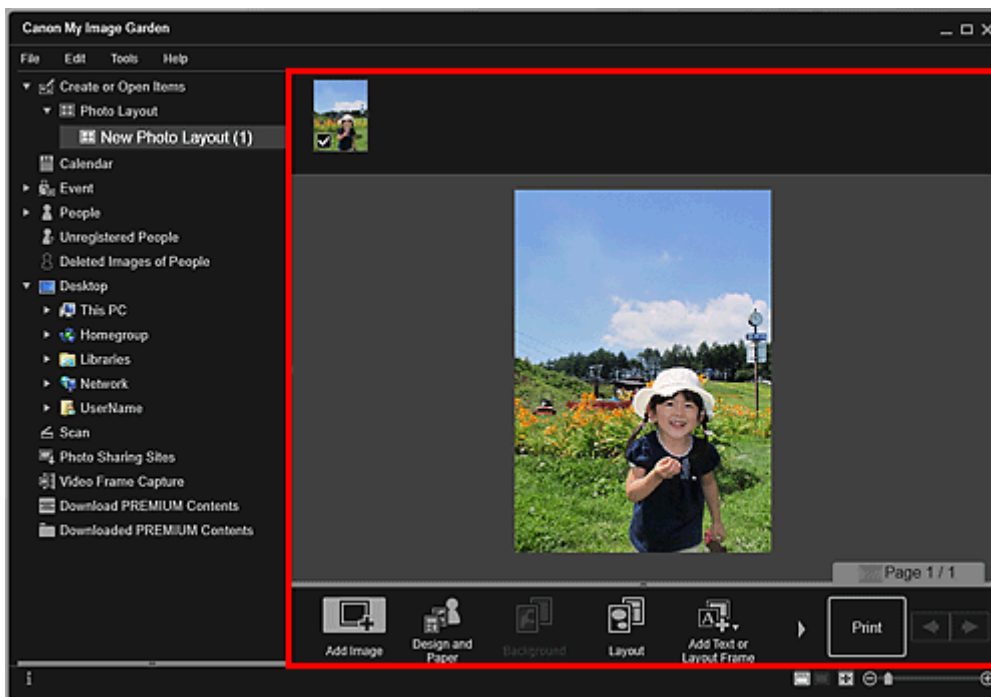 Canon My Image Garden
File Edit Tools Help
Create or Open Items
Photo Layout
New Photo Layout (1)
Calendar
Event
People
Unregistered People
Deleted Images of People
Desktop
This PC
Homegroup
Libraries
Network
UserName
Scan
Photo Sharing Sites
Video Frame Capture
Download PREMIUM Contents
Downloaded PREMIUM Contents
Page 1 / 1
Add Image
Design and
Paper
Background
Layout
Add Text or
Layout Frame
Print